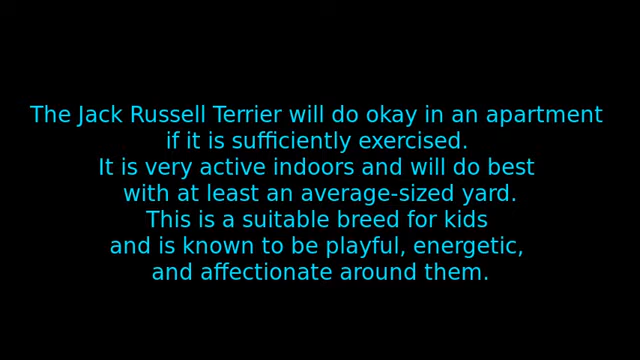 The Jack Russell Terrier will do okay in an apartment
if it is sufficiently exercised.
It is very active indoors and will do best
with at least an average-sized yard.
This is a suitable breed for kids
and is known to be playful, energetic,
and affectionate around them.